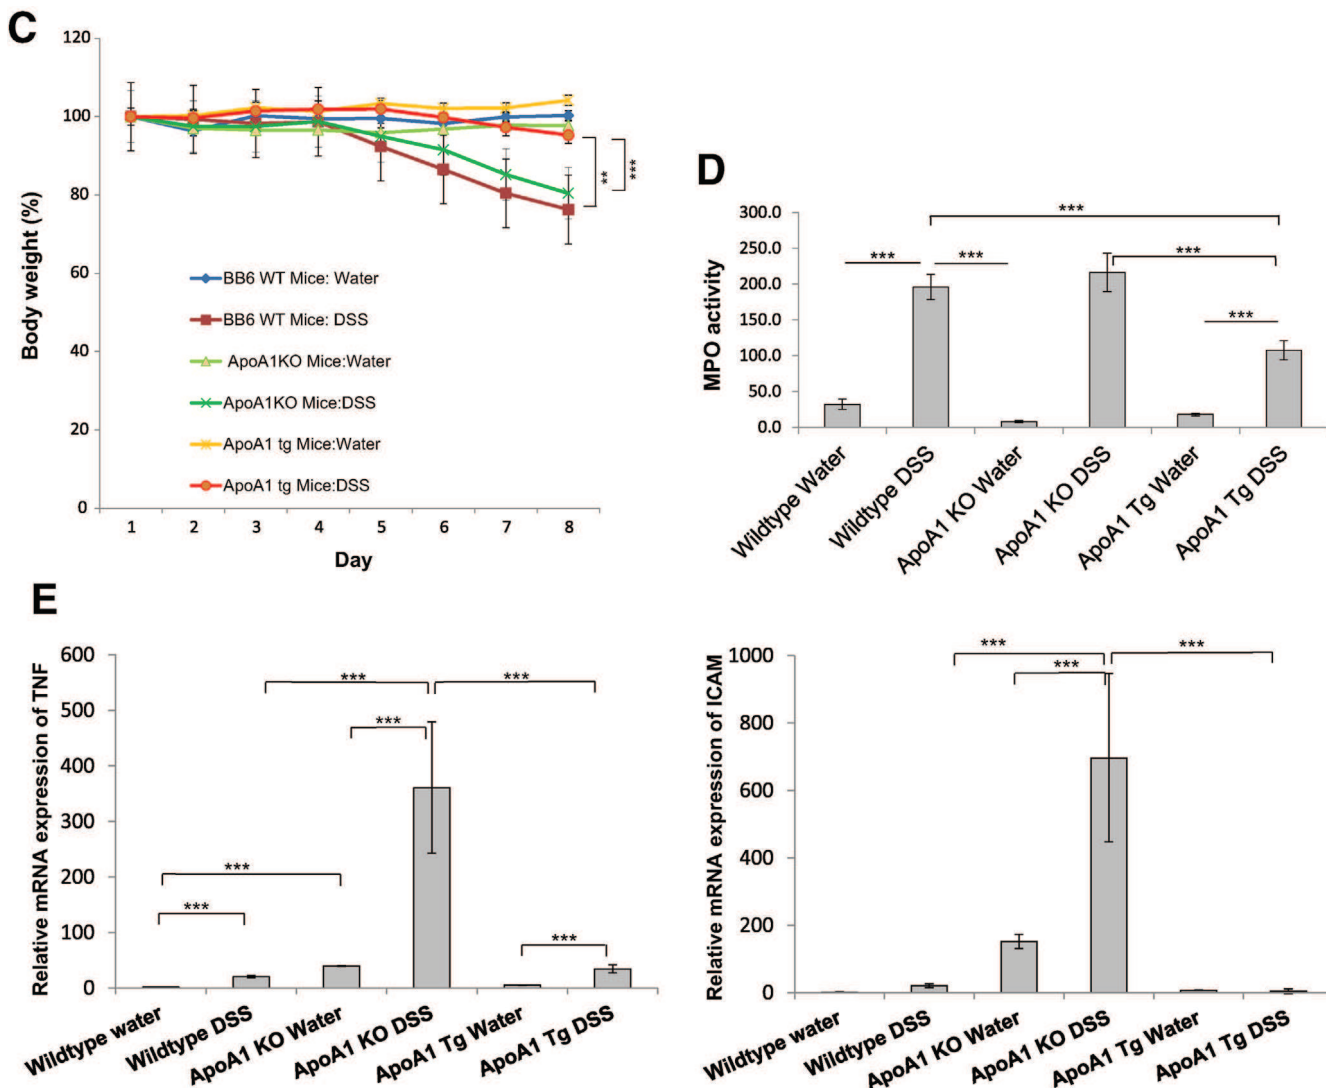 C
120
100
80
60
40
20
0
Body weight (%)
**
***
BB6 WT Mice: Water
BB6 WT Mice: DSS
ApoA1KO Mice:Water
ApoA1KO Mice:DSS
ApoA1 tg Mice:Water
ApoA1 tg Mice:DSS
1 2 3 4 5 6 7 8
Day
D
MPO activity
300.0
250.0
200.0
150.0
100.0
50.0
0.0
***
***
***
***
***
Wildtype Water
Wildtype DSS
ApoA1 KO Water
ApoA1 KO DSS
ApoA1 Tg Water
ApoA1 Tg DSS
E
Relative mRNA expression of TNF
600
500
400
300
200
100
0
***
***
***
***
***
***
Wildtype water
Wildtype DSS
ApoA1 KO Water
ApoA1 KO DSS
ApoA1 Tg Water
ApoA1 Tg DSS
Relative mRNA expression of ICAM
1000
800
600
400
200
0
***
***
***
Wildtype water
Wildtype DSS
ApoA1 KO Water
ApoA1 KO DSS
ApoA1 Tg Water
ApoA1 Tg DSS